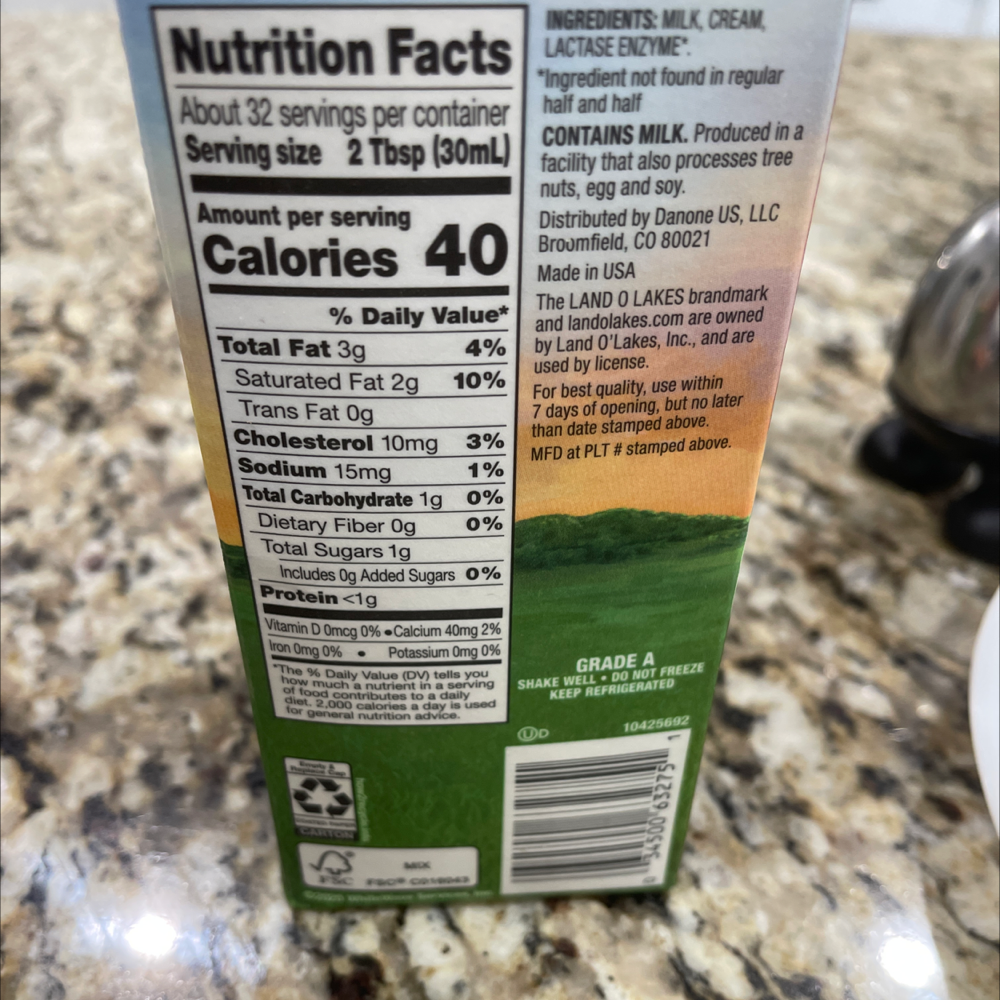 Nutrition Facts
About 32 servings per container
Serving size 2 Tbsp (30mL)
Amount per serving
Calories 40
% Daily Value*
Total Fat 3g 4%
Saturated Fat 2g 10%
Trans Fat 0g
Cholesterol 10mg 3%
Sodium 15mg 1%
Total Carbohydrate 1g 0%
Dietary Fiber 0g 0%
Total Sugars 1g
Includes 0g Added Sugars 0%
Protein <1g
Vitamin D 0mcg 0% • Calcium 40mg 2%
Iron 0mg 0% • Potassium 0mg 0%
*The % Daily Value (DV) tells you
how much a nutrient in a serving
of food contributes to a daily
diet. 2,000 calories a day is used
for general nutrition advice.
INGREDIENTS: MILK, CREAM,
LACTASE ENZYME*.
*Ingredient not found in regular
half and half
CONTAINS MILK. Produced in a
facility that also processes tree
nuts, egg and soy.
Distributed by Danone US, LLC
Broomfield, CO 80021
Made in USA
The LAND O LAKES brandmark
and landolakes.com are owned
by Land O'Lakes, Inc., and are
used by license.
For best quality, use within
7 days of opening, but no later
than date stamped above.
MFD at PLT # stamped above.
GRADE A
SHAKE WELL • DO NOT FREEZE
KEEP REFRIGERATED
10425692
UD
0 34500 63275 1
Empty &
Replace Cap
CARTON
FSC
MIX